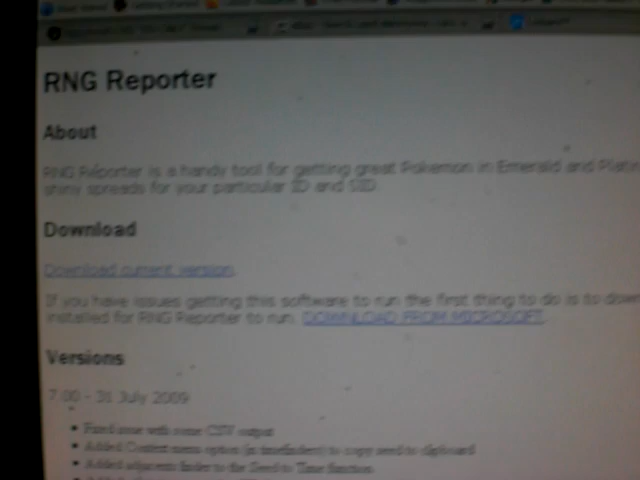 RNG Reporter
About
RNG Reporter is a handy tool for getting great Pokemon in Emerald and Platin
shiny spreads for your particular ID and SID.
Download
Download current version.
If you have issues getting this software to run the first thing to do is to down
installed for RNG Reporter to run. DOWNLOAD FROM MICROSOFT.
Versions
7.00 - 31 July 2009
Fixed issue with some CSV output
Added Context menu option (in timefinders) to copy seed to clipboard
Added adjacents finder to the Seed to Time function